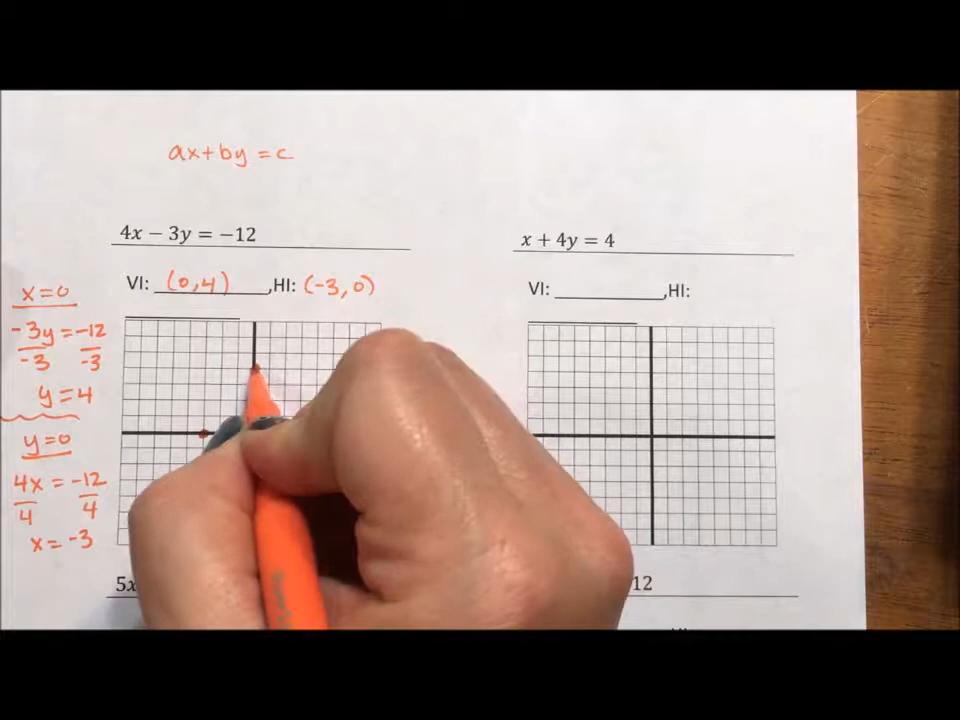 ax+by=c
4x − 3y = −12
VI: (0,4) ,HI: (-3,0)
x=0
-3y=-12
-3 -3
y=4
y=0
4x=-12
4 4
x=-3
x + 4y = 4
VI: ,HI:
5x
12